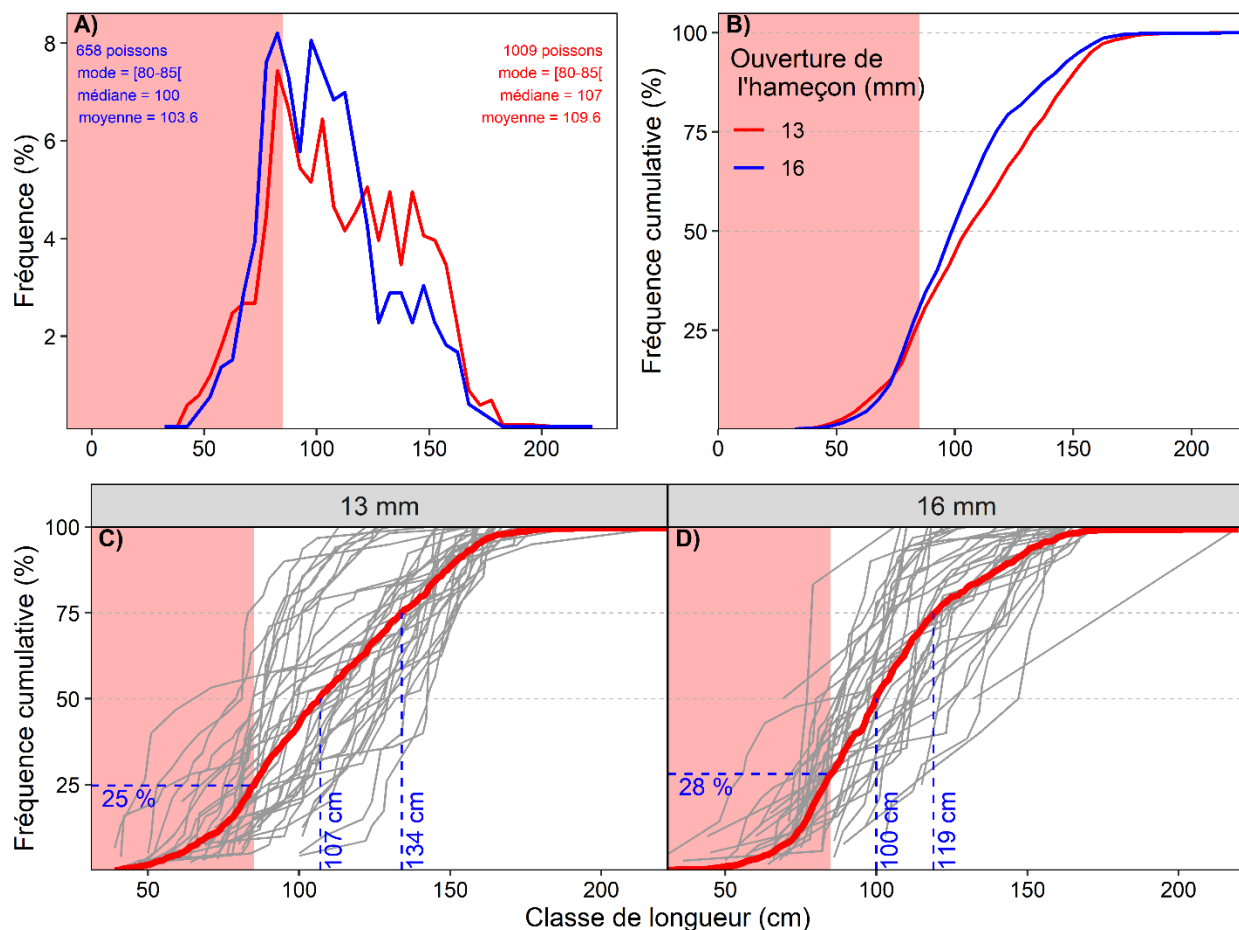 A)
658 poissons
mode = [80-85[
médiane = 100
moyenne = 103.6
1009 poissons
mode = [80-85[
médiane = 107
moyenne = 109.6
Fréquence (%)
8
6
4
2
0
50
100
150
200
B)
Ouverture de
l'hameçon (mm)
13
16
Fréquence cumulative (%)
100
75
50
25
0
50
100
150
200
13 mm
16 mm
C)
Fréquence cumulative (%)
100
75
50
25
25 %
107 cm
134 cm
50
100
150
200
D)
28 %
100 cm
119 cm
50
100
150
200
Classe de longueur (cm)